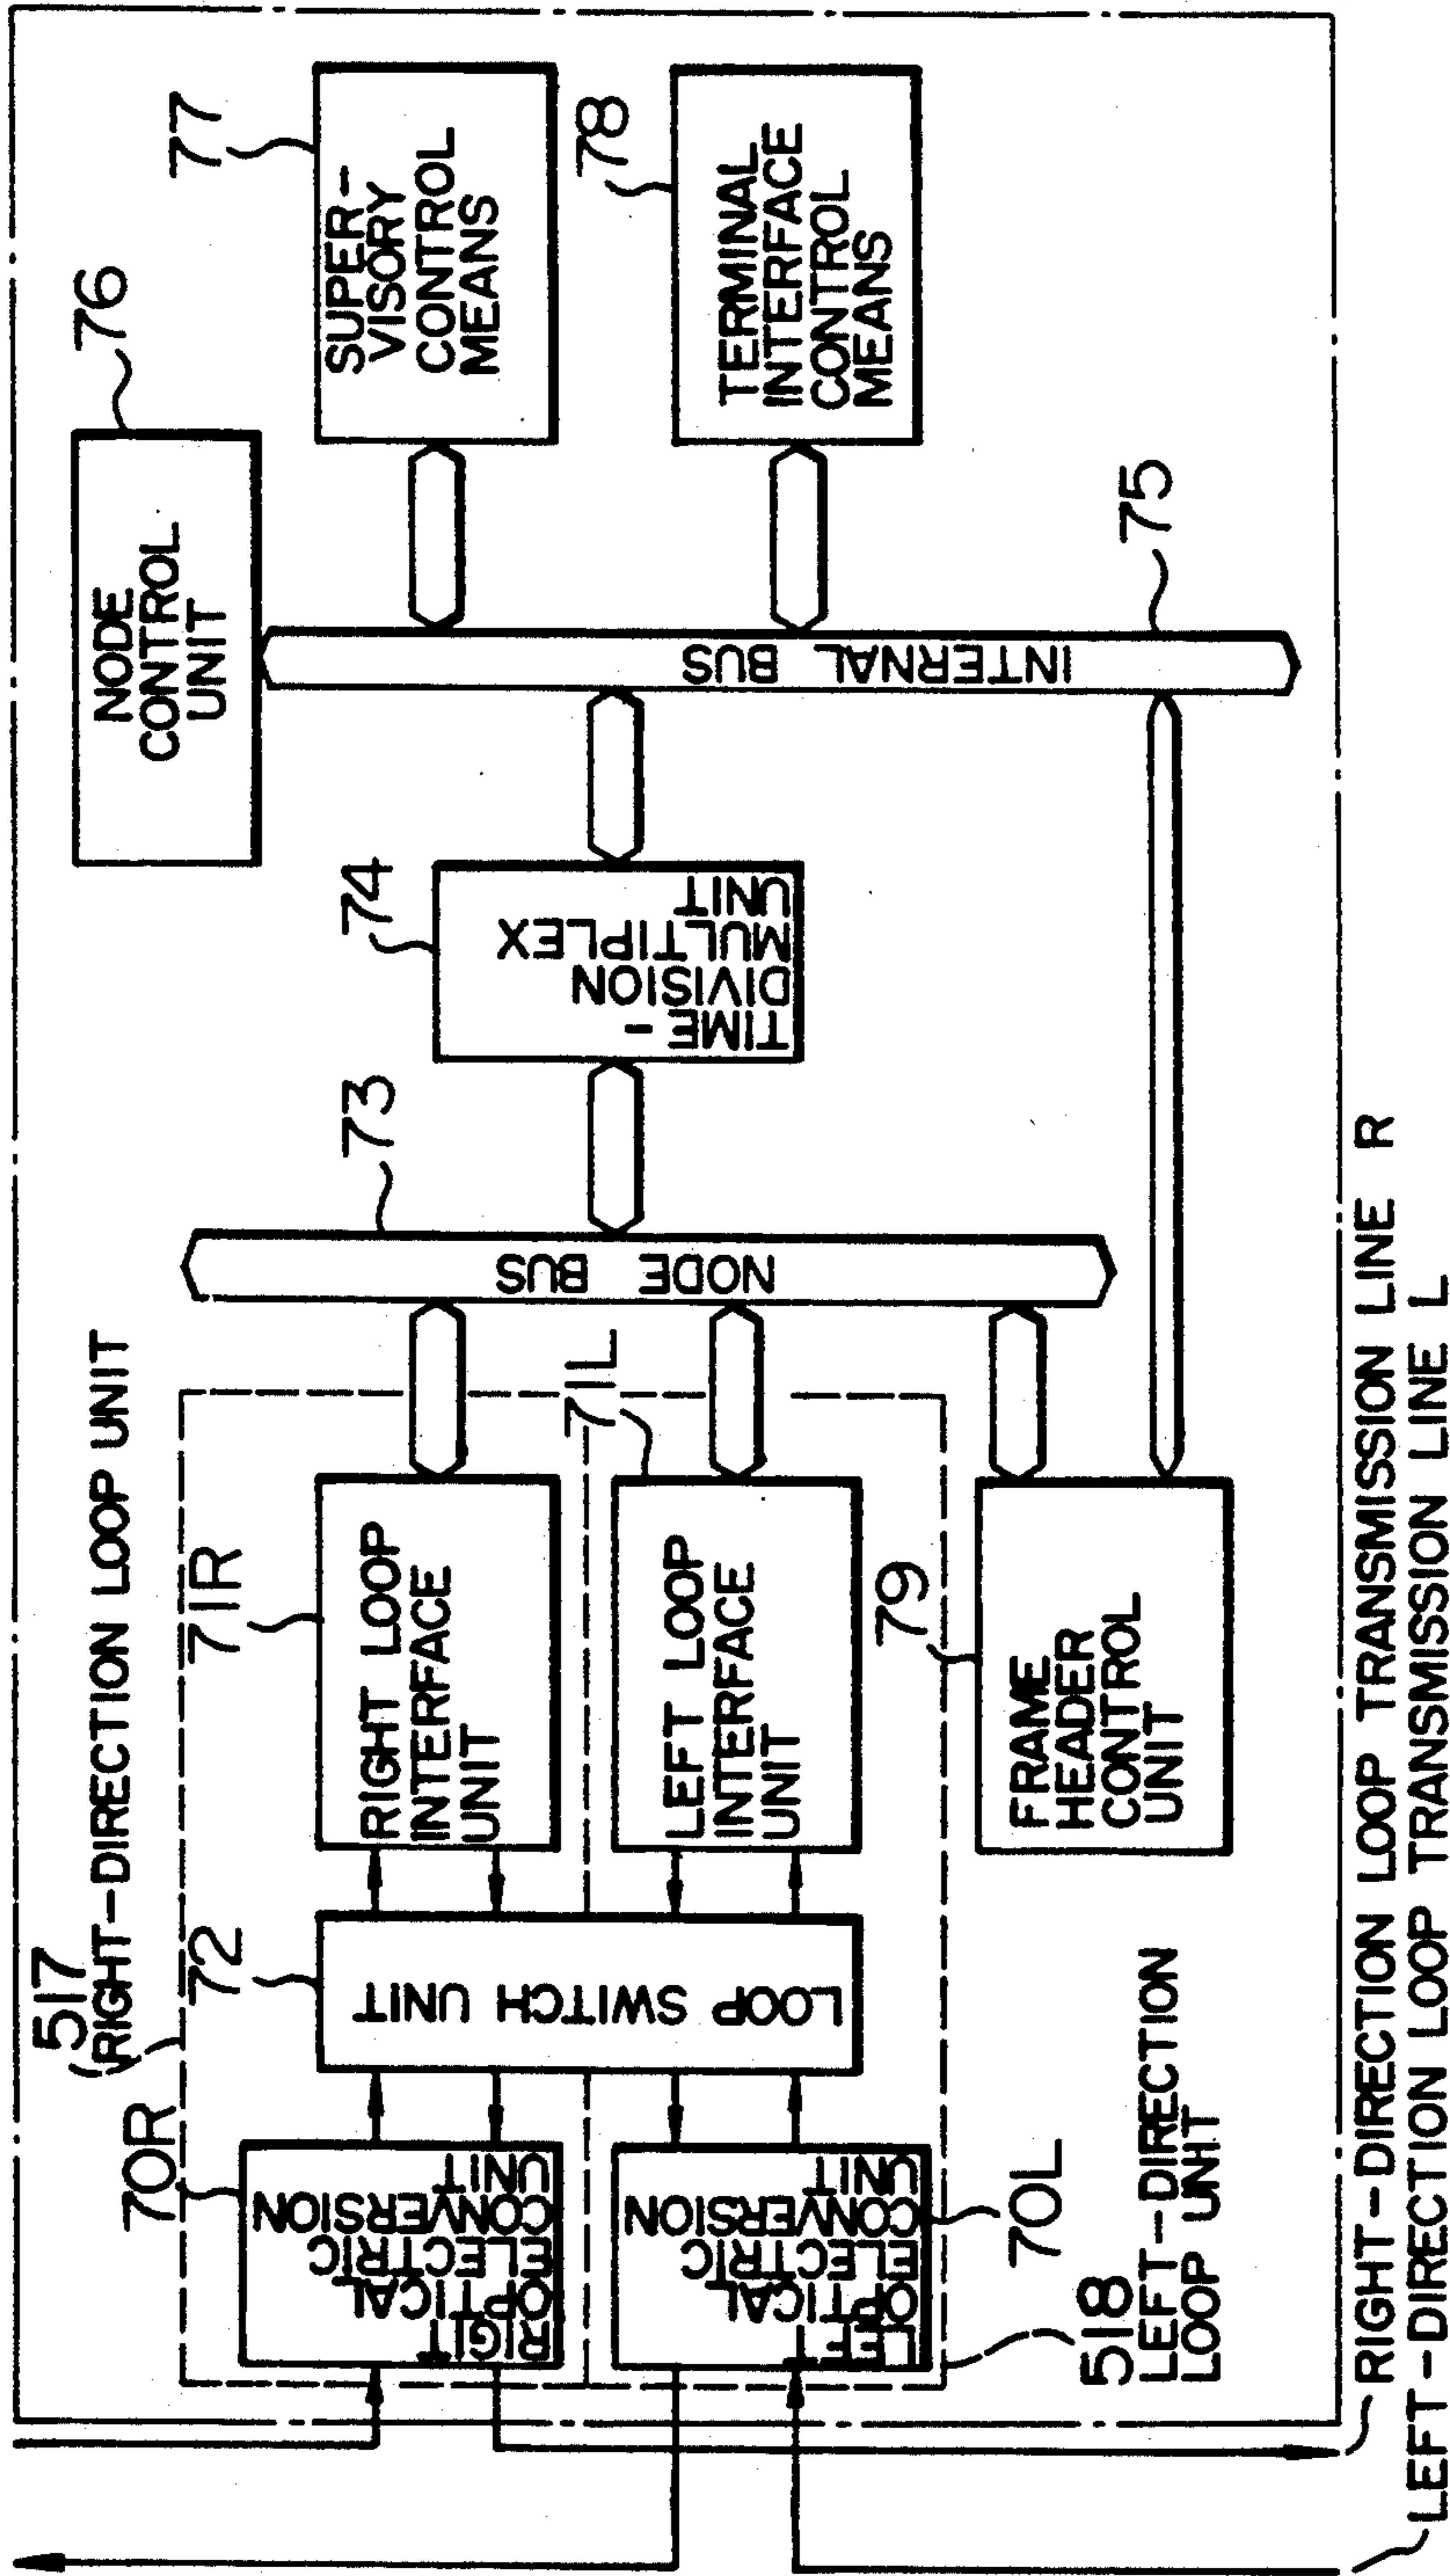 517
(RIGHT-DIRECTION LOOP UNIT
70R
RIGIT
OPTICAL
ELECTRIC
CONVERSION
UNIT
72
LOOP SWITCH UNIT
71R
RIGHT LOOP
INTERFACE
UNIT
71L
LEFT LOOP
INTERFACE
UNIT
LEFT
OPTICAL
ELECTRIC
CONVERSION
UNIT
70L
518
LEFT-DIRECTION
LOOP UNIT
79
FRAME
HEADER
CONTROL
UNIT
73
NODE BUS
74
TIME-
DIVISION
MULTIPLEX
UNIT
76
NODE
CONTROL
UNIT
75
INTERNAL BUS
77
SUPER-
VISORY
CONTROL
MEANS
78
TERMINAL
INTERFACE
CONTROL
MEANS
RIGHT-DIRECTION LOOP TRANSMISSION LINE R
LEFT-DIRECTION LOOP TRANSMISSION LINE L